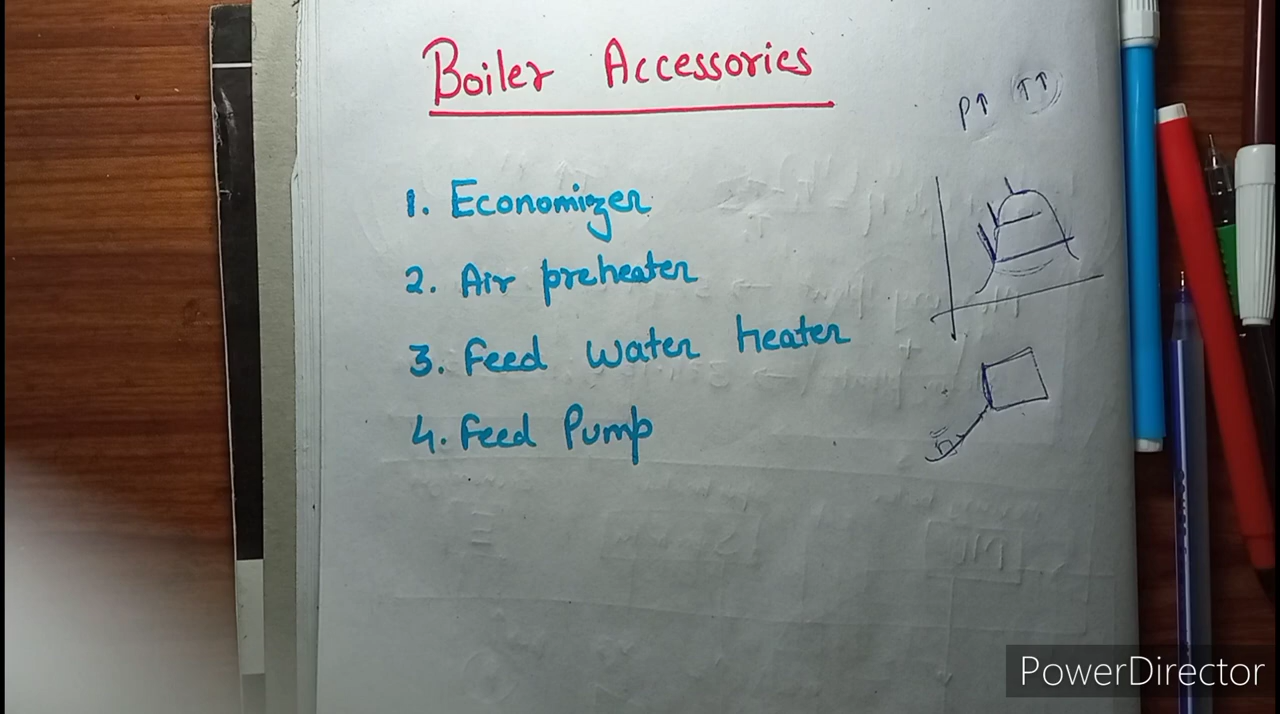 Boiler Accessories
P↑ ↑↑
1. Economizer
2. Air preheater
3. Feed water heater
4. Feed Pump
PowerDirector